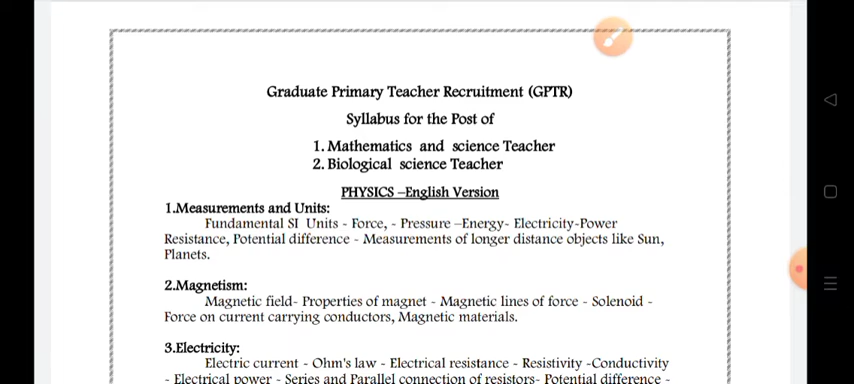 Graduate Primary Teacher Recruitment (GPTR)
Syllabus for the Post of
1. Mathematics and science Teacher
2. Biological science Teacher
PHYSICS –English Version
1.Measurements and Units:
Fundamental SI Units - Force, - Pressure –Energy- Electricity-Power
Resistance, Potential difference - Measurements of longer distance objects like Sun,
Planets.
2.Magnetism:
Magnetic field- Properties of magnet - Magnetic lines of force - Solenoid -
Force on current carrying conductors, Magnetic materials.
3.Electricity:
Electric current - Ohm's law - Electrical resistance - Resistivity -Conductivity
- Electrical power - Series and Parallel connection of resistors- Potential difference -